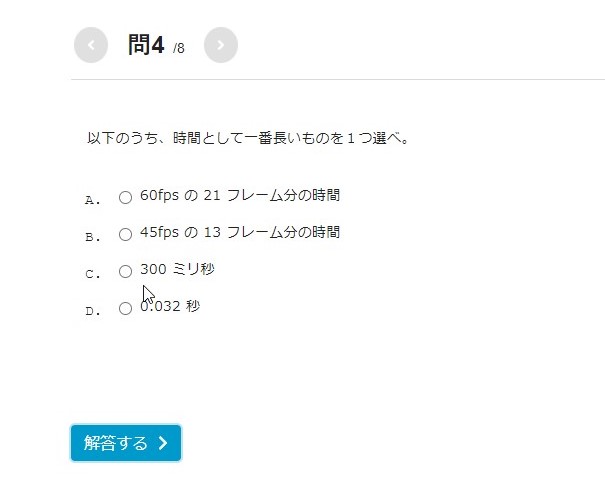 問4 /8
以下のうち、時間として一番長いものを１つ選べ。
A. 60fps の 21 フレーム分の時間
B. 45fps の 13 フレーム分の時間
C. 300 ミリ秒
D. 0.032 秒
解答する